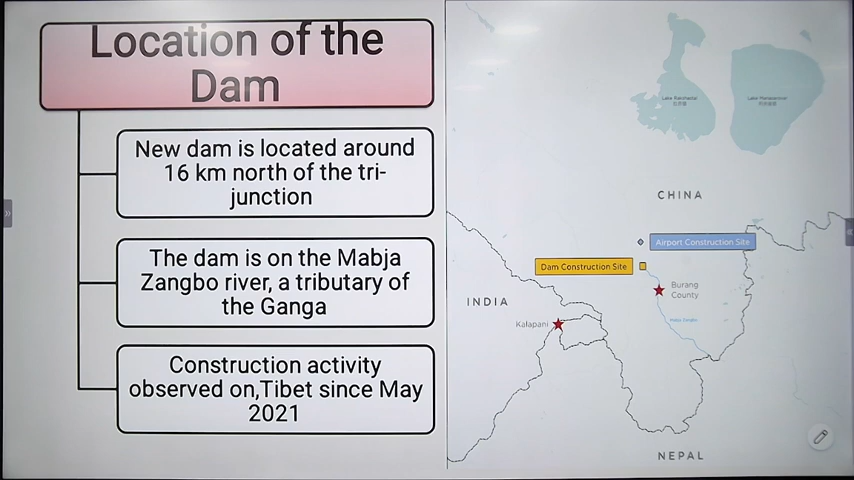 Location of the
Dam
New dam is located around
16 km north of the tri-
junction
The dam is on the Mabja
Zangbo river, a tributary of
the Ganga
Construction activity
observed on,Tibet since May
2021
CHINA
Airport Construction Site
Dam Construction Site
Burang
County
INDIA
Kalapani
NEPAL